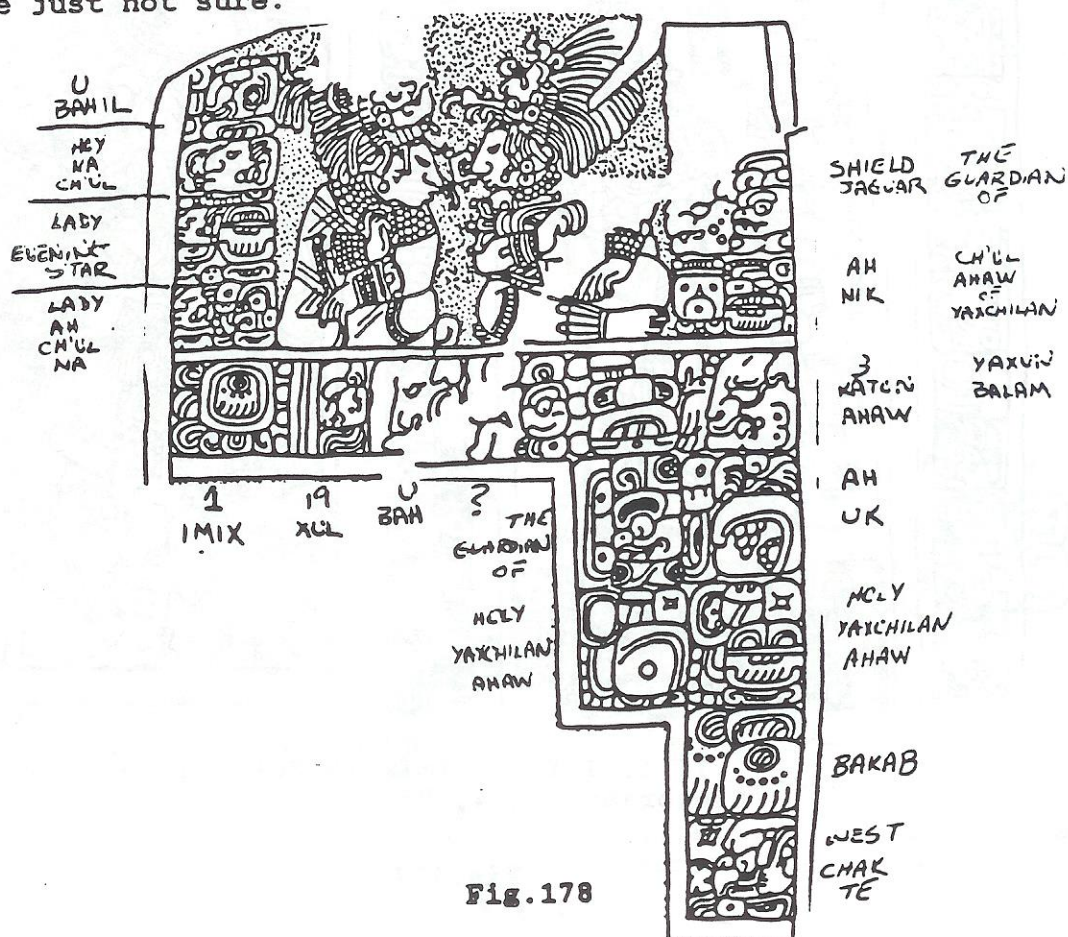 e just not sure.
U
BAHIL
HOY
NA
CH'UL
LADY
EVENING
STAR
LADY
AH
CH'UL
NA
1
IMIX
19
XUL
U
BAH
?
THE
GUARDIAN
OF
HOLY
YAXCHILAN
AHAW
SHIELD
JAGUAR
THE
GUARDIAN
OF
AH
NIK
CH'UL
AHAW
OF
YAXCHILAN
3
KATUN
AHAW
YAXUN
BALAM
AH
UK
HOLY
YAXCHILAN
AHAW
BAKAB
WEST
CHAK
TE
Fig.178